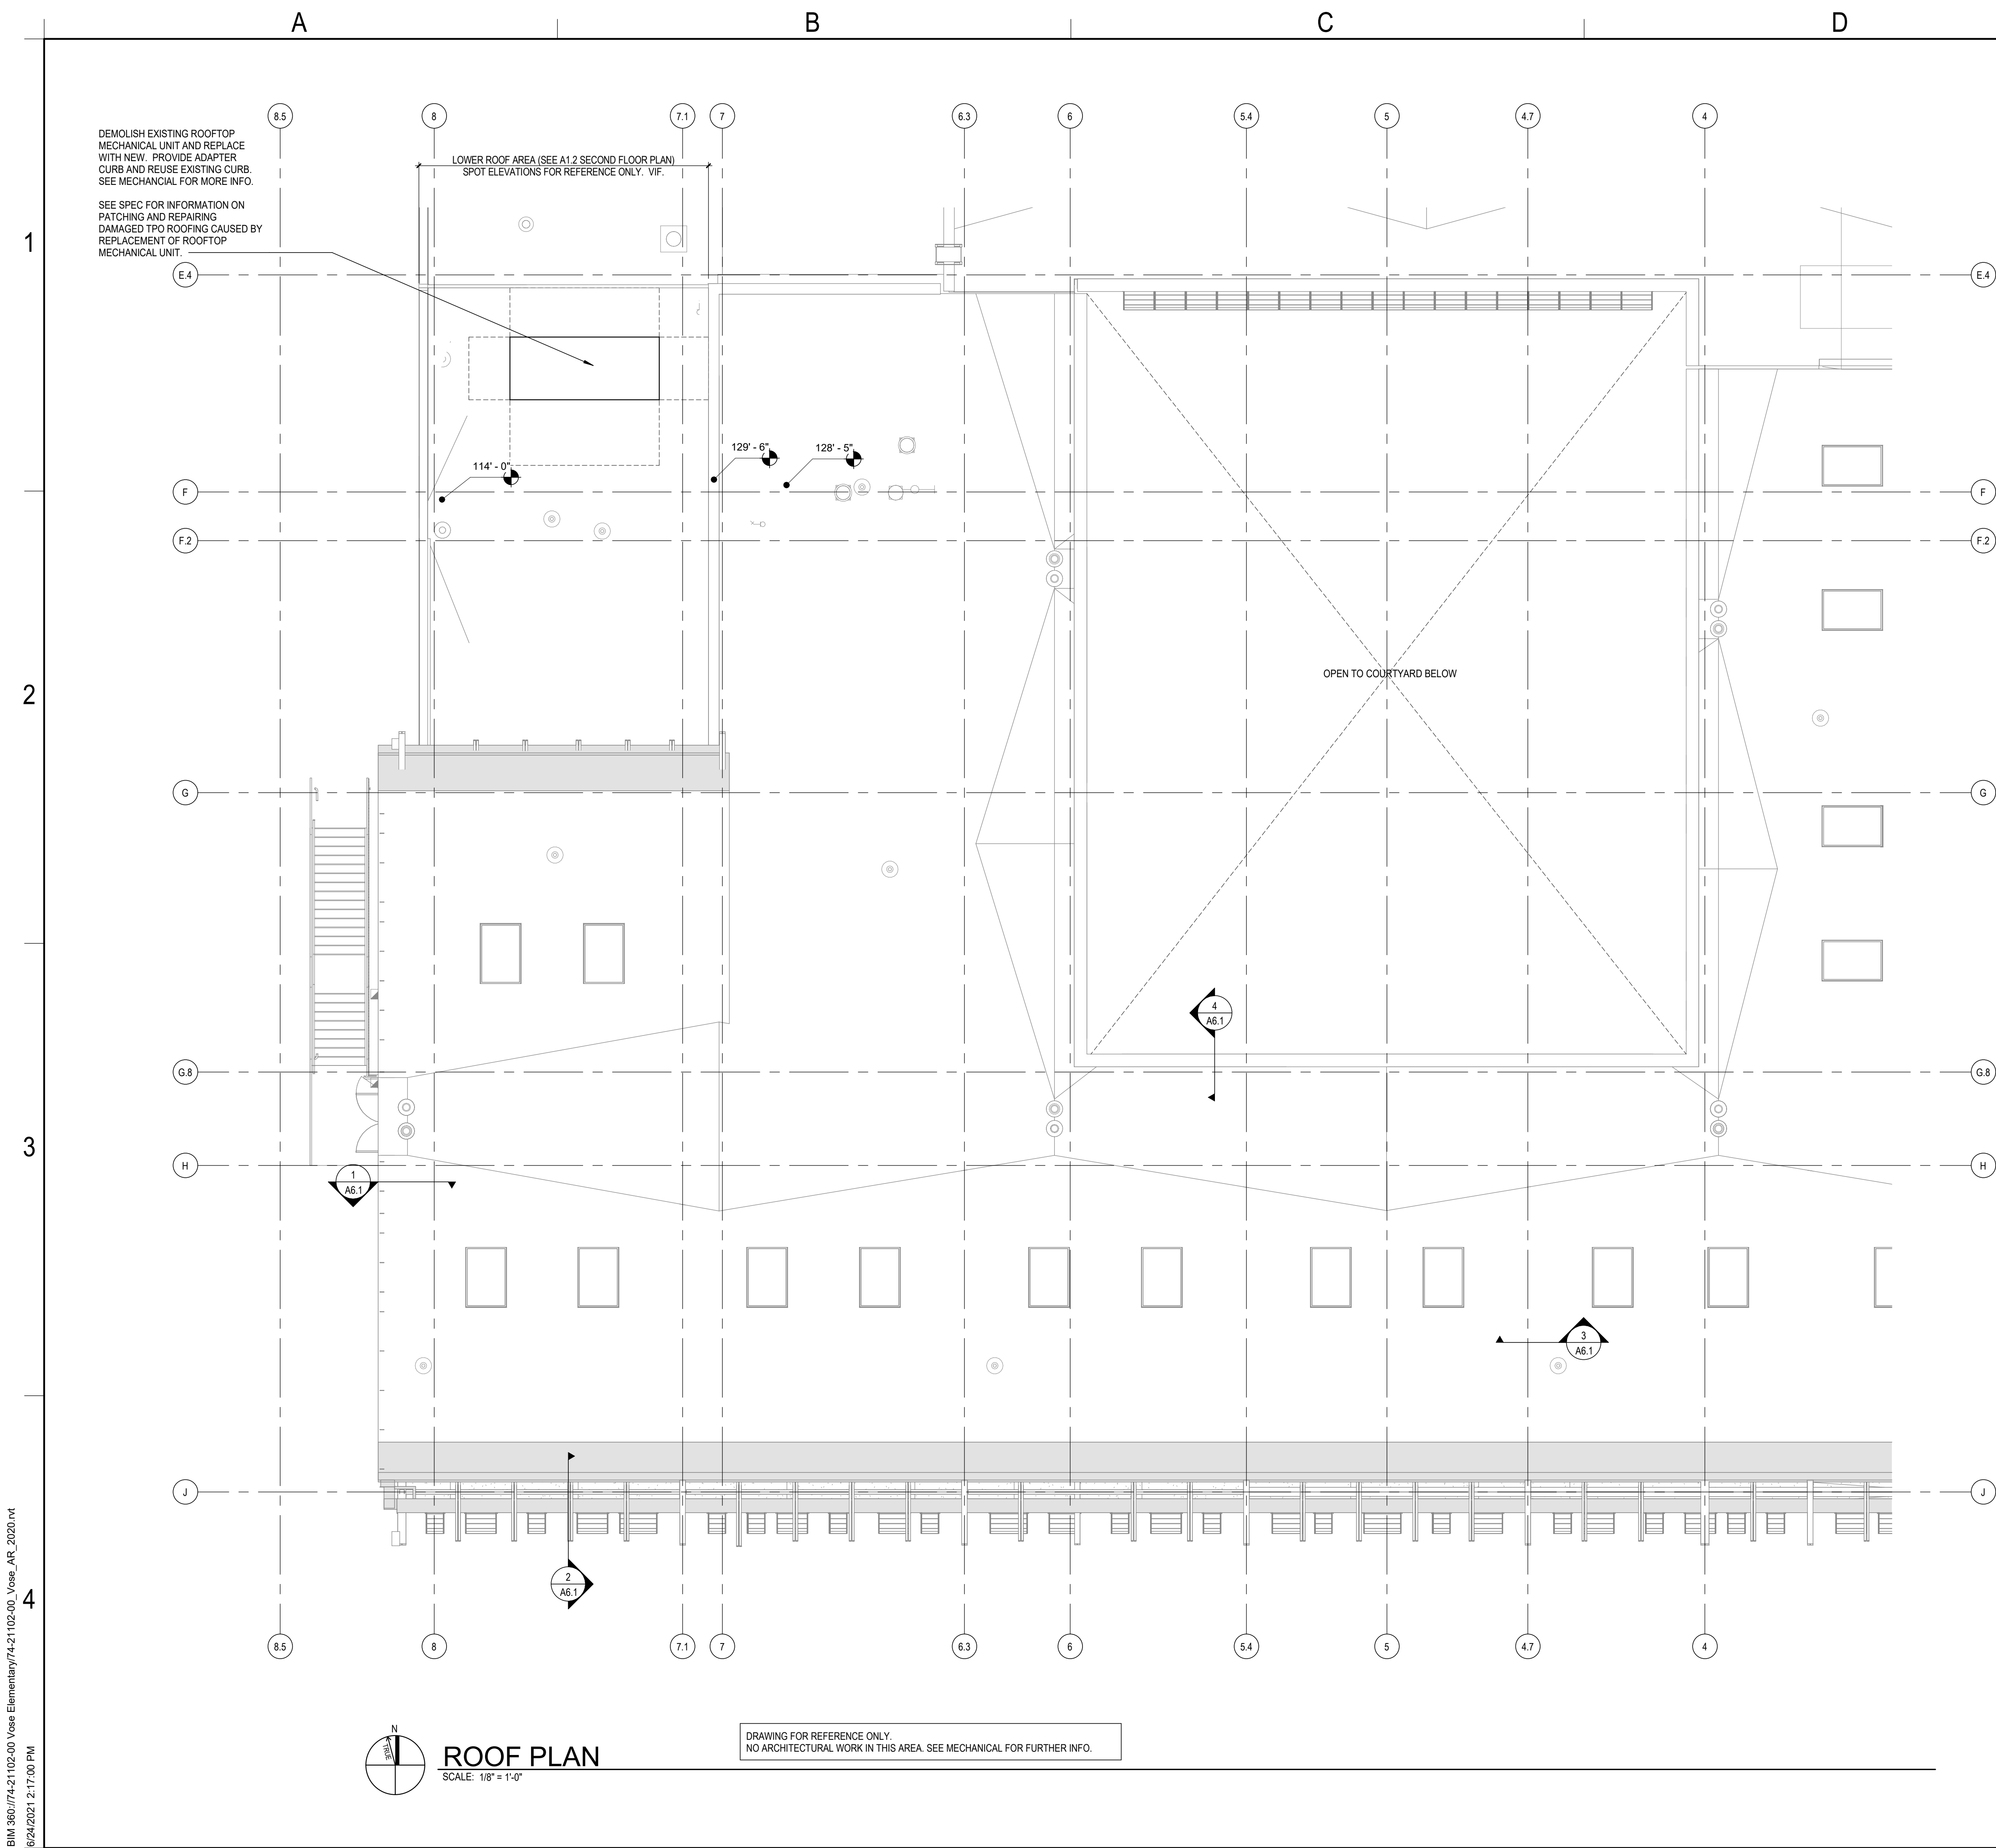 A B C D
8.5 8 7.1 7 6.3 6 5.4 5 4.7 4
DEMOLISH EXISTING ROOFTOP
MECHANICAL UNIT AND REPLACE
WITH NEW.  PROVIDE ADAPTER
CURB AND REUSE EXISTING CURB.
SEE MECHANCIAL FOR MORE INFO.
SEE SPEC FOR INFORMATION ON
PATCHING AND REPAIRING
DAMAGED TPO ROOFING CAUSED BY
REPLACEMENT OF ROOFTOP
MECHANICAL UNIT.
LOWER ROOF AREA (SEE A1.2 SECOND FLOOR PLAN)
SPOT ELEVATIONS FOR REFERENCE ONLY.  VIF.
1
E.4 E.4
129' - 6"
128' - 5"
114' - 0"
F F
F.2 F.2
OPEN TO COURTYARD BELOW
2
G G
4
A6.1
G.8 G.8
3
H H
1
A6.1
3
A6.1
J J
2
A6.1
4
8.5 8 7.1 7 6.3 6 5.4 5 4.7 4
N
TRUE
ROOF PLAN
SCALE:  1/8" = 1'-0"
DRAWING FOR REFERENCE ONLY.
NO ARCHITECTURAL WORK IN THIS AREA. SEE MECHANICAL FOR FURTHER INFO.
BIM 360://74-21102-00 Vose Elementary/74-21102-00_Vose_AR_2020.rvt
6/24/2021 2:17:00 PM